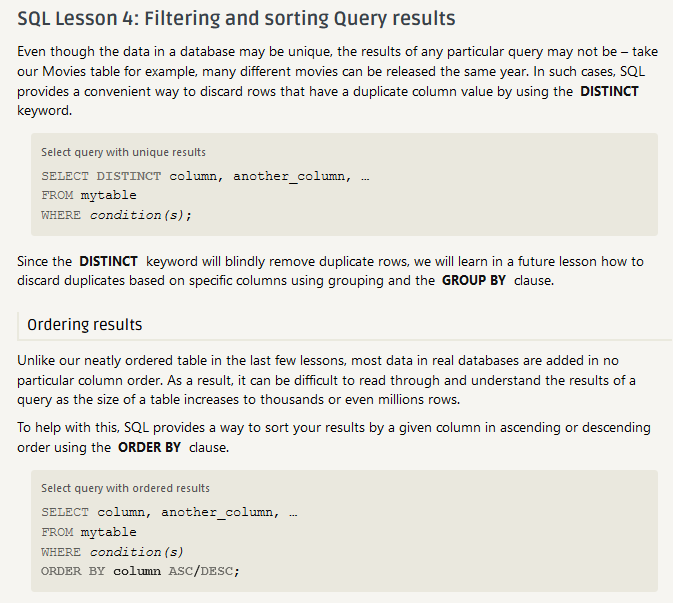 SQL Lesson 4: Filtering and sorting Query results
Even though the data in a database may be unique, the results of any particular query may not be – take
our Movies table for example, many different movies can be released the same year. In such cases, SQL
provides a convenient way to discard rows that have a duplicate column value by using the DISTINCT
keyword.
Select query with unique results
SELECT DISTINCT column, another_column, …
FROM mytable
WHERE condition(s);
Since the DISTINCT keyword will blindly remove duplicate rows, we will learn in a future lesson how to
discard duplicates based on specific columns using grouping and the GROUP BY clause.
Ordering results
Unlike our neatly ordered table in the last few lessons, most data in real databases are added in no
particular column order. As a result, it can be difficult to read through and understand the results of a
query as the size of a table increases to thousands or even millions rows.
To help with this, SQL provides a way to sort your results by a given column in ascending or descending
order using the ORDER BY clause.
Select query with ordered results
SELECT column, another_column, …
FROM mytable
WHERE condition(s)
ORDER BY column ASC/DESC;